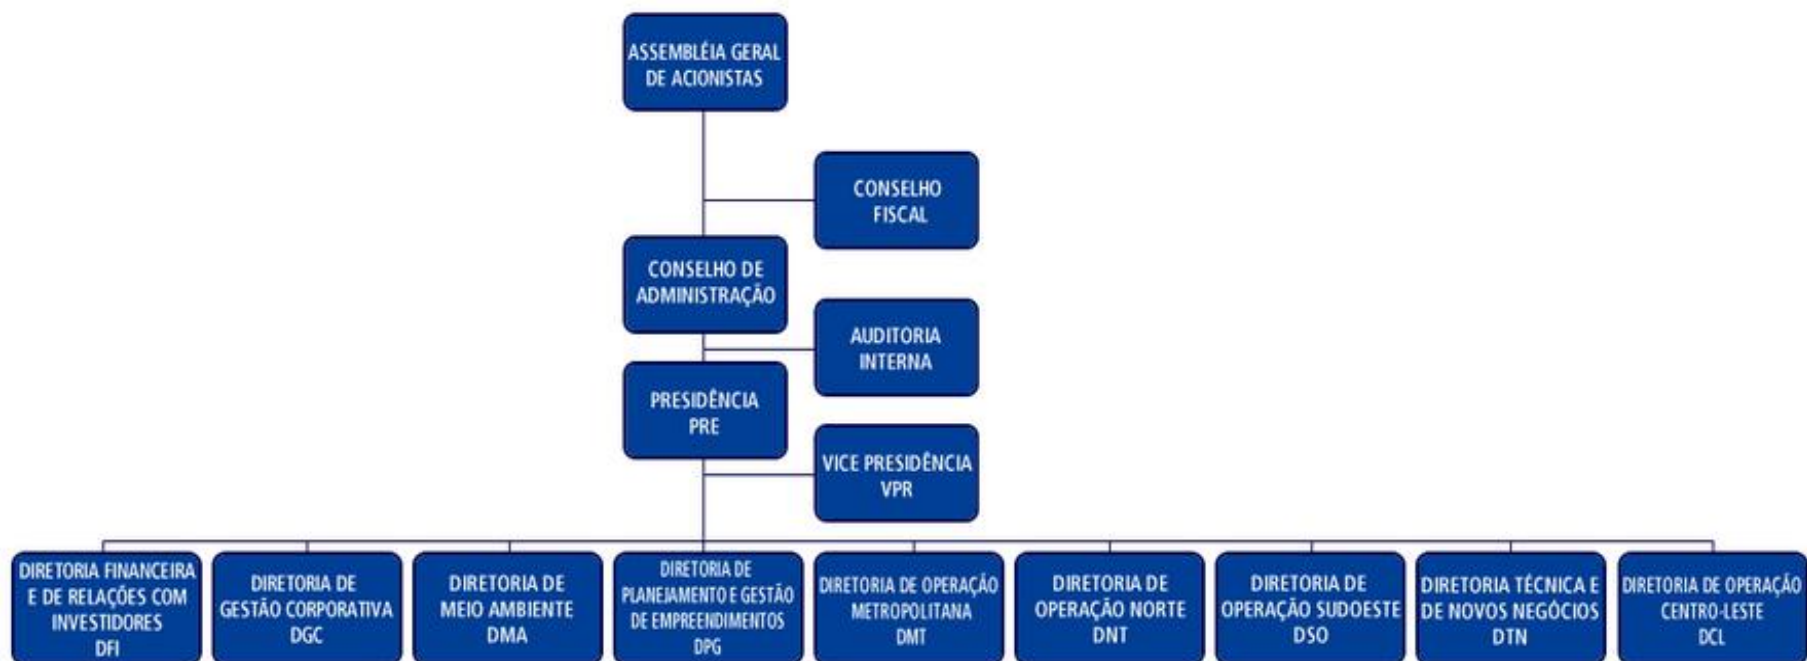 ASSEMBLÉIA GERAL
DE ACIONISTAS
CONSELHO
FISCAL
CONSELHO DE
ADMINISTRAÇÃO
AUDITORIA
INTERNA
PRESIDÊNCIA
PRE
VICE PRESIDÊNCIA
VPR
DIRETORIA FINANCEIRA
E DE RELAÇÕES COM
INVESTIDORES
DFI
DIRETORIA DE
GESTÃO CORPORATIVA
DGC
DIRETORIA DE
MEIO AMBIENTE
DMA
DIRETORIA DE
PLANEJAMENTO E GESTÃO
DE EMPREENDIMENTOS
DPG
DIRETORIA DE OPERAÇÃO
METROPOLITANA
DMT
DIRETORIA DE
OPERAÇÃO NORTE
DNT
DIRETORIA DE
OPERAÇÃO SUDOESTE
DSO
DIRETORIA TÉCNICA E
DE NOVOS NEGÓCIOS
DTN
DIRETORIA DE OPERAÇÃO
CENTRO-LESTE
DCL